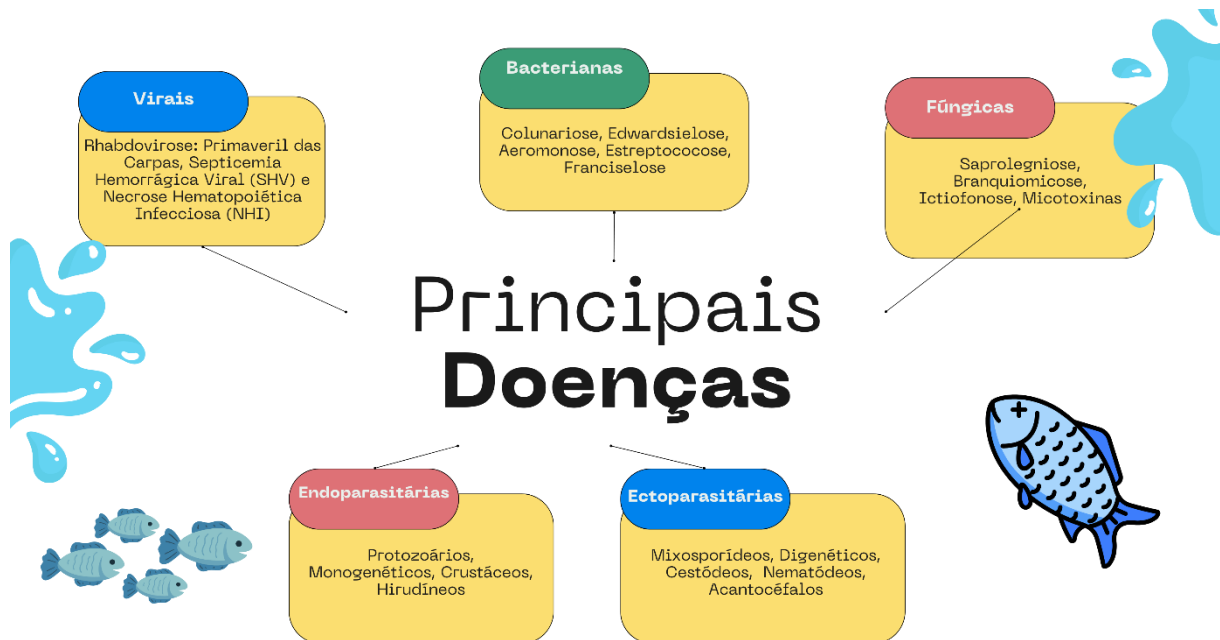 Virais
Rhabdovirose: Primaveril das
Carpas, Septicemia
Hemorrágica Viral (SHV) e
Necrose Hematopoiética
Infecciosa (NHI)
Bacterianas
Colunariose, Edwardsielose,
Aeromonose, Estreptococose,
Franciselose
Fúngicas
Saprolegniose,
Branquiomicose,
Ictiofonose, Micotoxinas
Principais
Doenças
Endoparasitárias
Protozoários,
Monogenéticos, Crustáceos,
Hirudíneos
Ectoparasitárias
Mixosporídeos, Digenéticos,
Cestódeos, Nematódeos,
Acantocéfalos